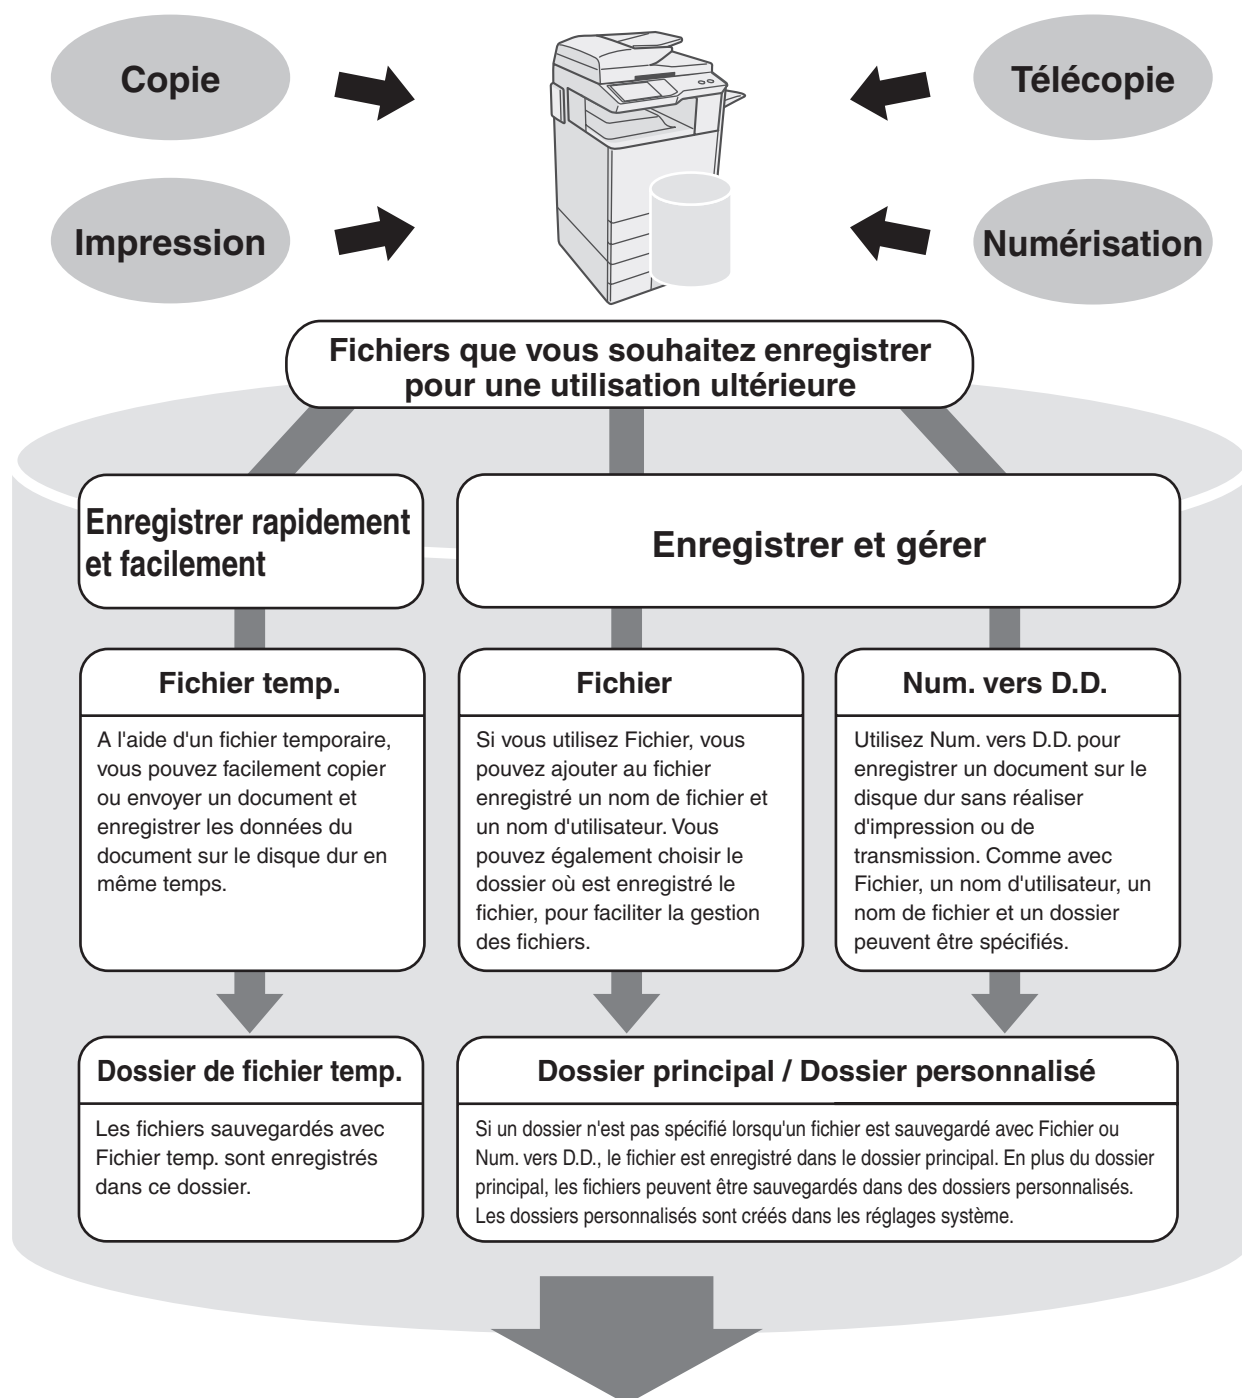 Copie
Télécopie
Impression
Numérisation
Fichiers que vous souhaitez enregistrer
pour une utilisation ultérieure
Enregistrer rapidement
et facilement
Enregistrer et gérer
Fichier temp.
A l'aide d'un fichier temporaire,
vous pouvez facilement copier
ou envoyer un document et
enregistrer les données du
document sur le disque dur en
même temps.
Fichier
Si vous utilisez Fichier, vous
pouvez ajouter au fichier
enregistré un nom de fichier et
un nom d'utilisateur. Vous
pouvez également choisir le
dossier où est enregistré le
fichier, pour faciliter la gestion
des fichiers.
Num. vers D.D.
Utilisez Num. vers D.D. pour
enregistrer un document sur le
disque dur sans réaliser
d'impression ou de
transmission. Comme avec
Fichier, un nom d'utilisateur, un
nom de fichier et un dossier
peuvent être spécifiés.
Dossier de fichier temp.
Les fichiers sauvegardés avec
Fichier temp. sont enregistrés
dans ce dossier.
Dossier principal / Dossier personnalisé
Si un dossier n'est pas spécifié lorsqu'un fichier est sauvegardé avec Fichier ou
Num. vers D.D., le fichier est enregistré dans le dossier principal. En plus du dossier
principal, les fichiers peuvent être sauvegardés dans des dossiers personnalisés.
Les dossiers personnalisés sont créés dans les réglages système.